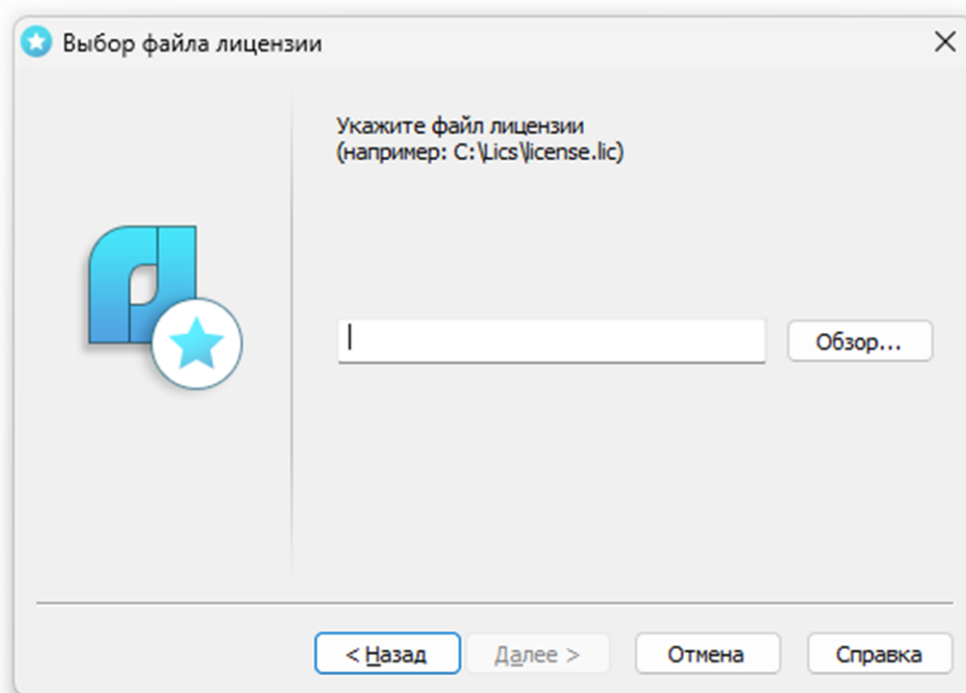 Выбор файла лицензии
Укажите файл лицензии
(например: C:\Lics\license.lic)
Обзор...
< Назад
Далее >
Отмена
Справка